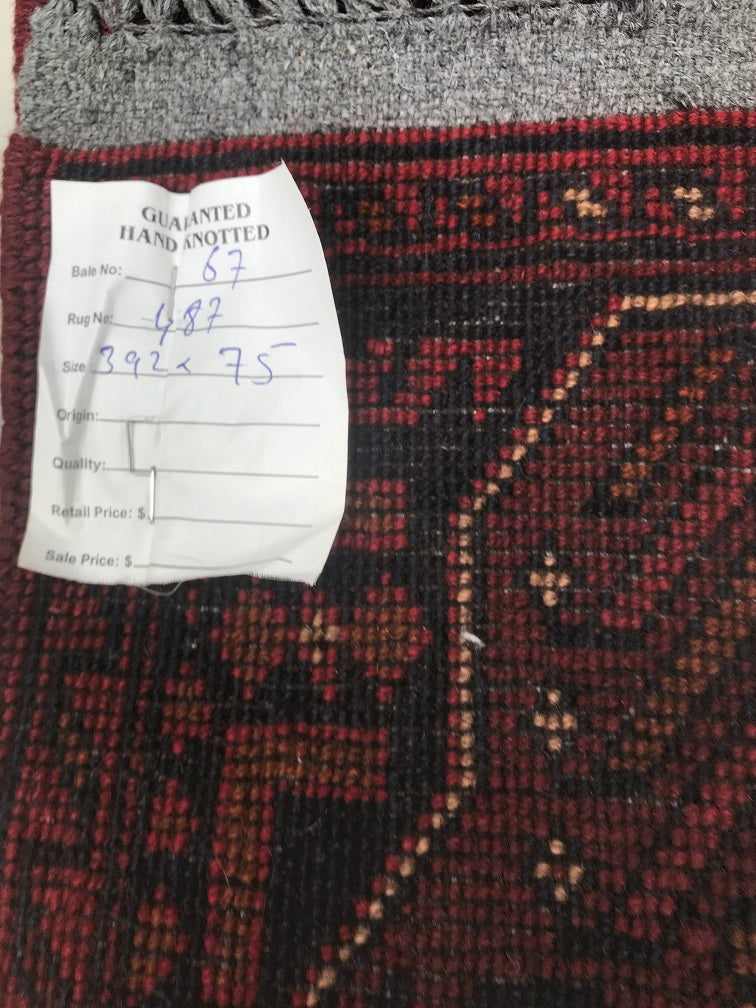 GUARANTED
HAND KNOTTED
Bale No: 67
Rug No: 487
Size 392 x 75
Origin:
Quality:
Retail Price: $
Sale Price: $